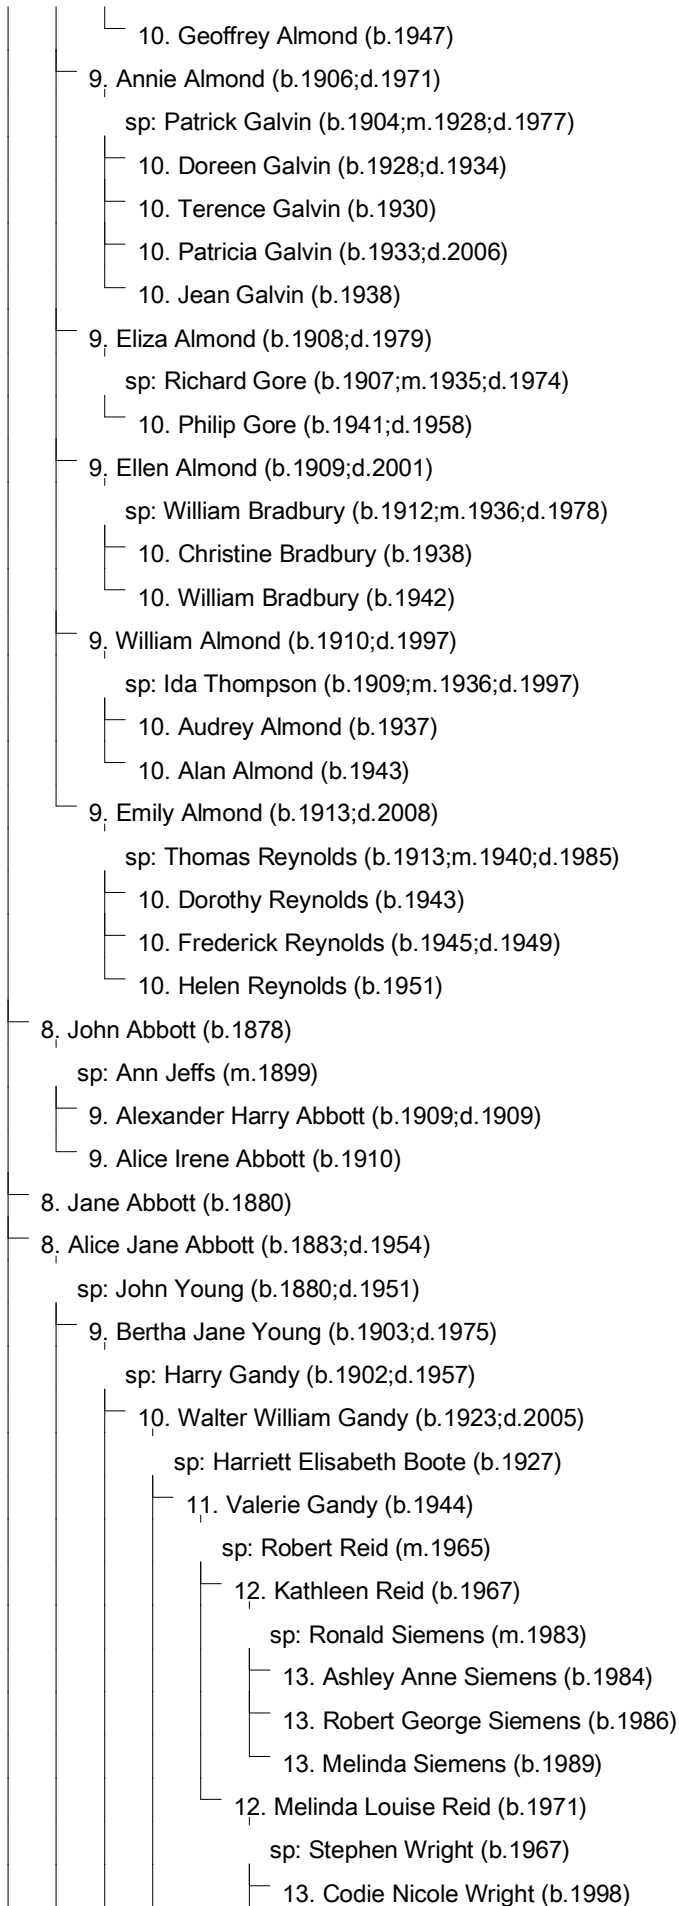 10. Geoffrey Almond (b.1947)
9. Annie Almond (b.1906;d.1971)
sp: Patrick Galvin (b.1904;m.1928;d.1977)
10. Doreen Galvin (b.1928;d.1934)
10. Terence Galvin (b.1930)
10. Patricia Galvin (b.1933;d.2006)
10. Jean Galvin (b.1938)
9. Eliza Almond (b.1908;d.1979)
sp: Richard Gore (b.1907;m.1935;d.1974)
10. Philip Gore (b.1941;d.1958)
9. Ellen Almond (b.1909;d.2001)
sp: William Bradbury (b.1912;m.1936;d.1978)
10. Christine Bradbury (b.1938)
10. William Bradbury (b.1942)
9. William Almond (b.1910;d.1997)
sp: Ida Thompson (b.1909;m.1936;d.1997)
10. Audrey Almond (b.1937)
10. Alan Almond (b.1943)
9. Emily Almond (b.1913;d.2008)
sp: Thomas Reynolds (b.1913;m.1940;d.1985)
10. Dorothy Reynolds (b.1943)
10. Frederick Reynolds (b.1945;d.1949)
10. Helen Reynolds (b.1951)
8. John Abbott (b.1878)
sp: Ann Jeffs (m.1899)
9. Alexander Harry Abbott (b.1909;d.1909)
9. Alice Irene Abbott (b.1910)
8. Jane Abbott (b.1880)
8. Alice Jane Abbott (b.1883;d.1954)
sp: John Young (b.1880;d.1951)
9. Bertha Jane Young (b.1903;d.1975)
sp: Harry Gandy (b.1902;d.1957)
10. Walter William Gandy (b.1923;d.2005)
sp: Harriett Elisabeth Boote (b.1927)
11. Valerie Gandy (b.1944)
sp: Robert Reid (m.1965)
12. Kathleen Reid (b.1967)
sp: Ronald Siemens (m.1983)
13. Ashley Anne Siemens (b.1984)
13. Robert George Siemens (b.1986)
13. Melinda Siemens (b.1989)
12. Melinda Louise Reid (b.1971)
sp: Stephen Wright (b.1967)
13. Codie Nicole Wright (b.1998)